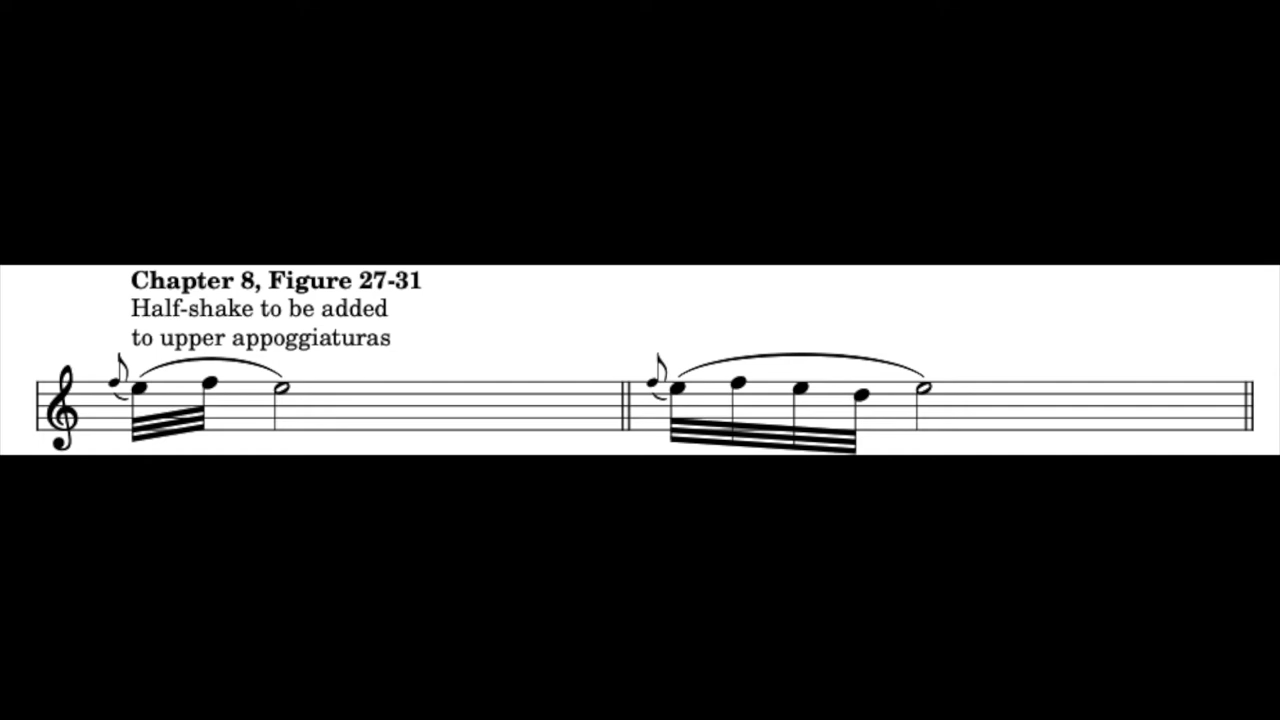 Chapter 8, Figure 27-31
Half-shake to be added
to upper appoggiaturas